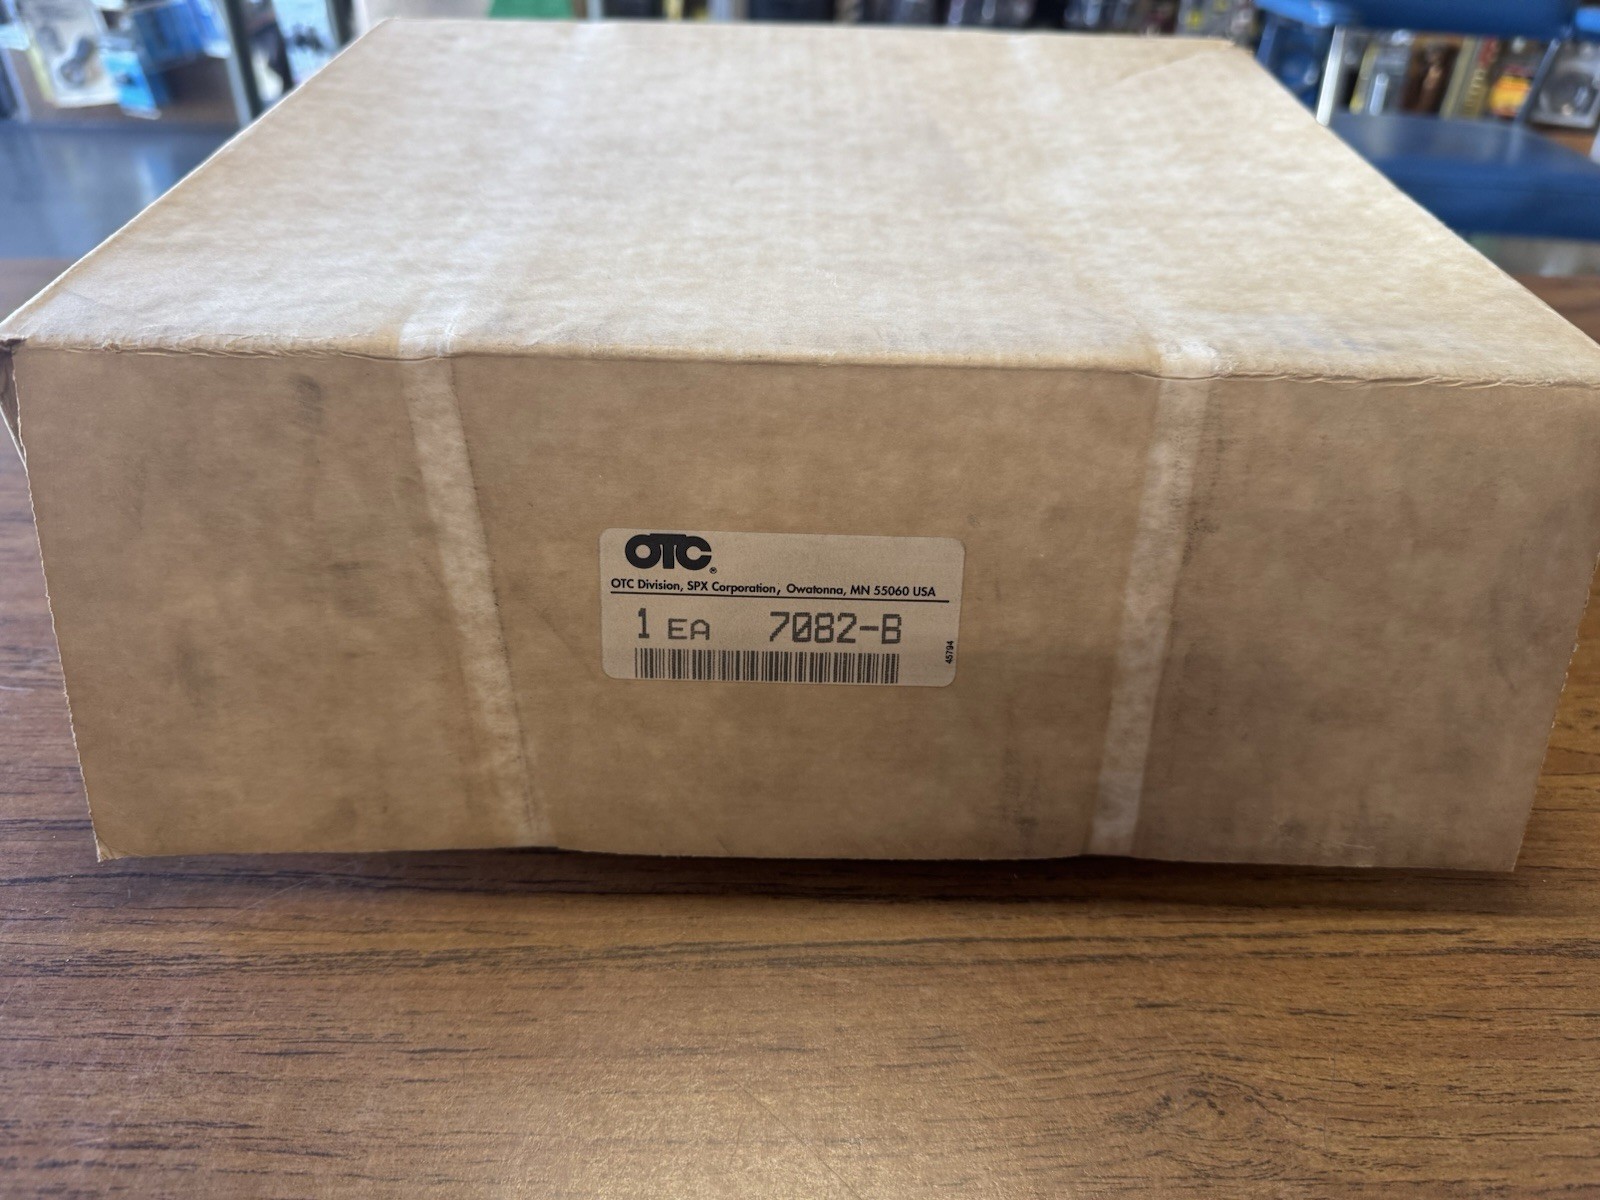 OTC®
OTC Division, SPX Corporation, Owatonna, MN 55060 USA
1 EA 7082-B
45794